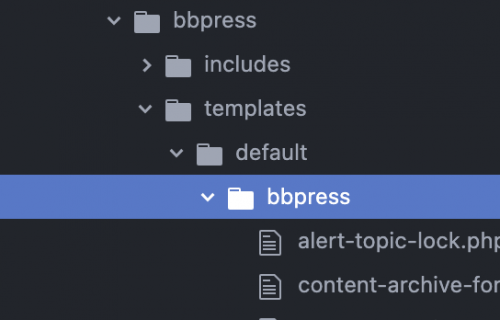 bbpress
includes
templates
default
bbpress
alert-topic-lock.php
content-archive-for